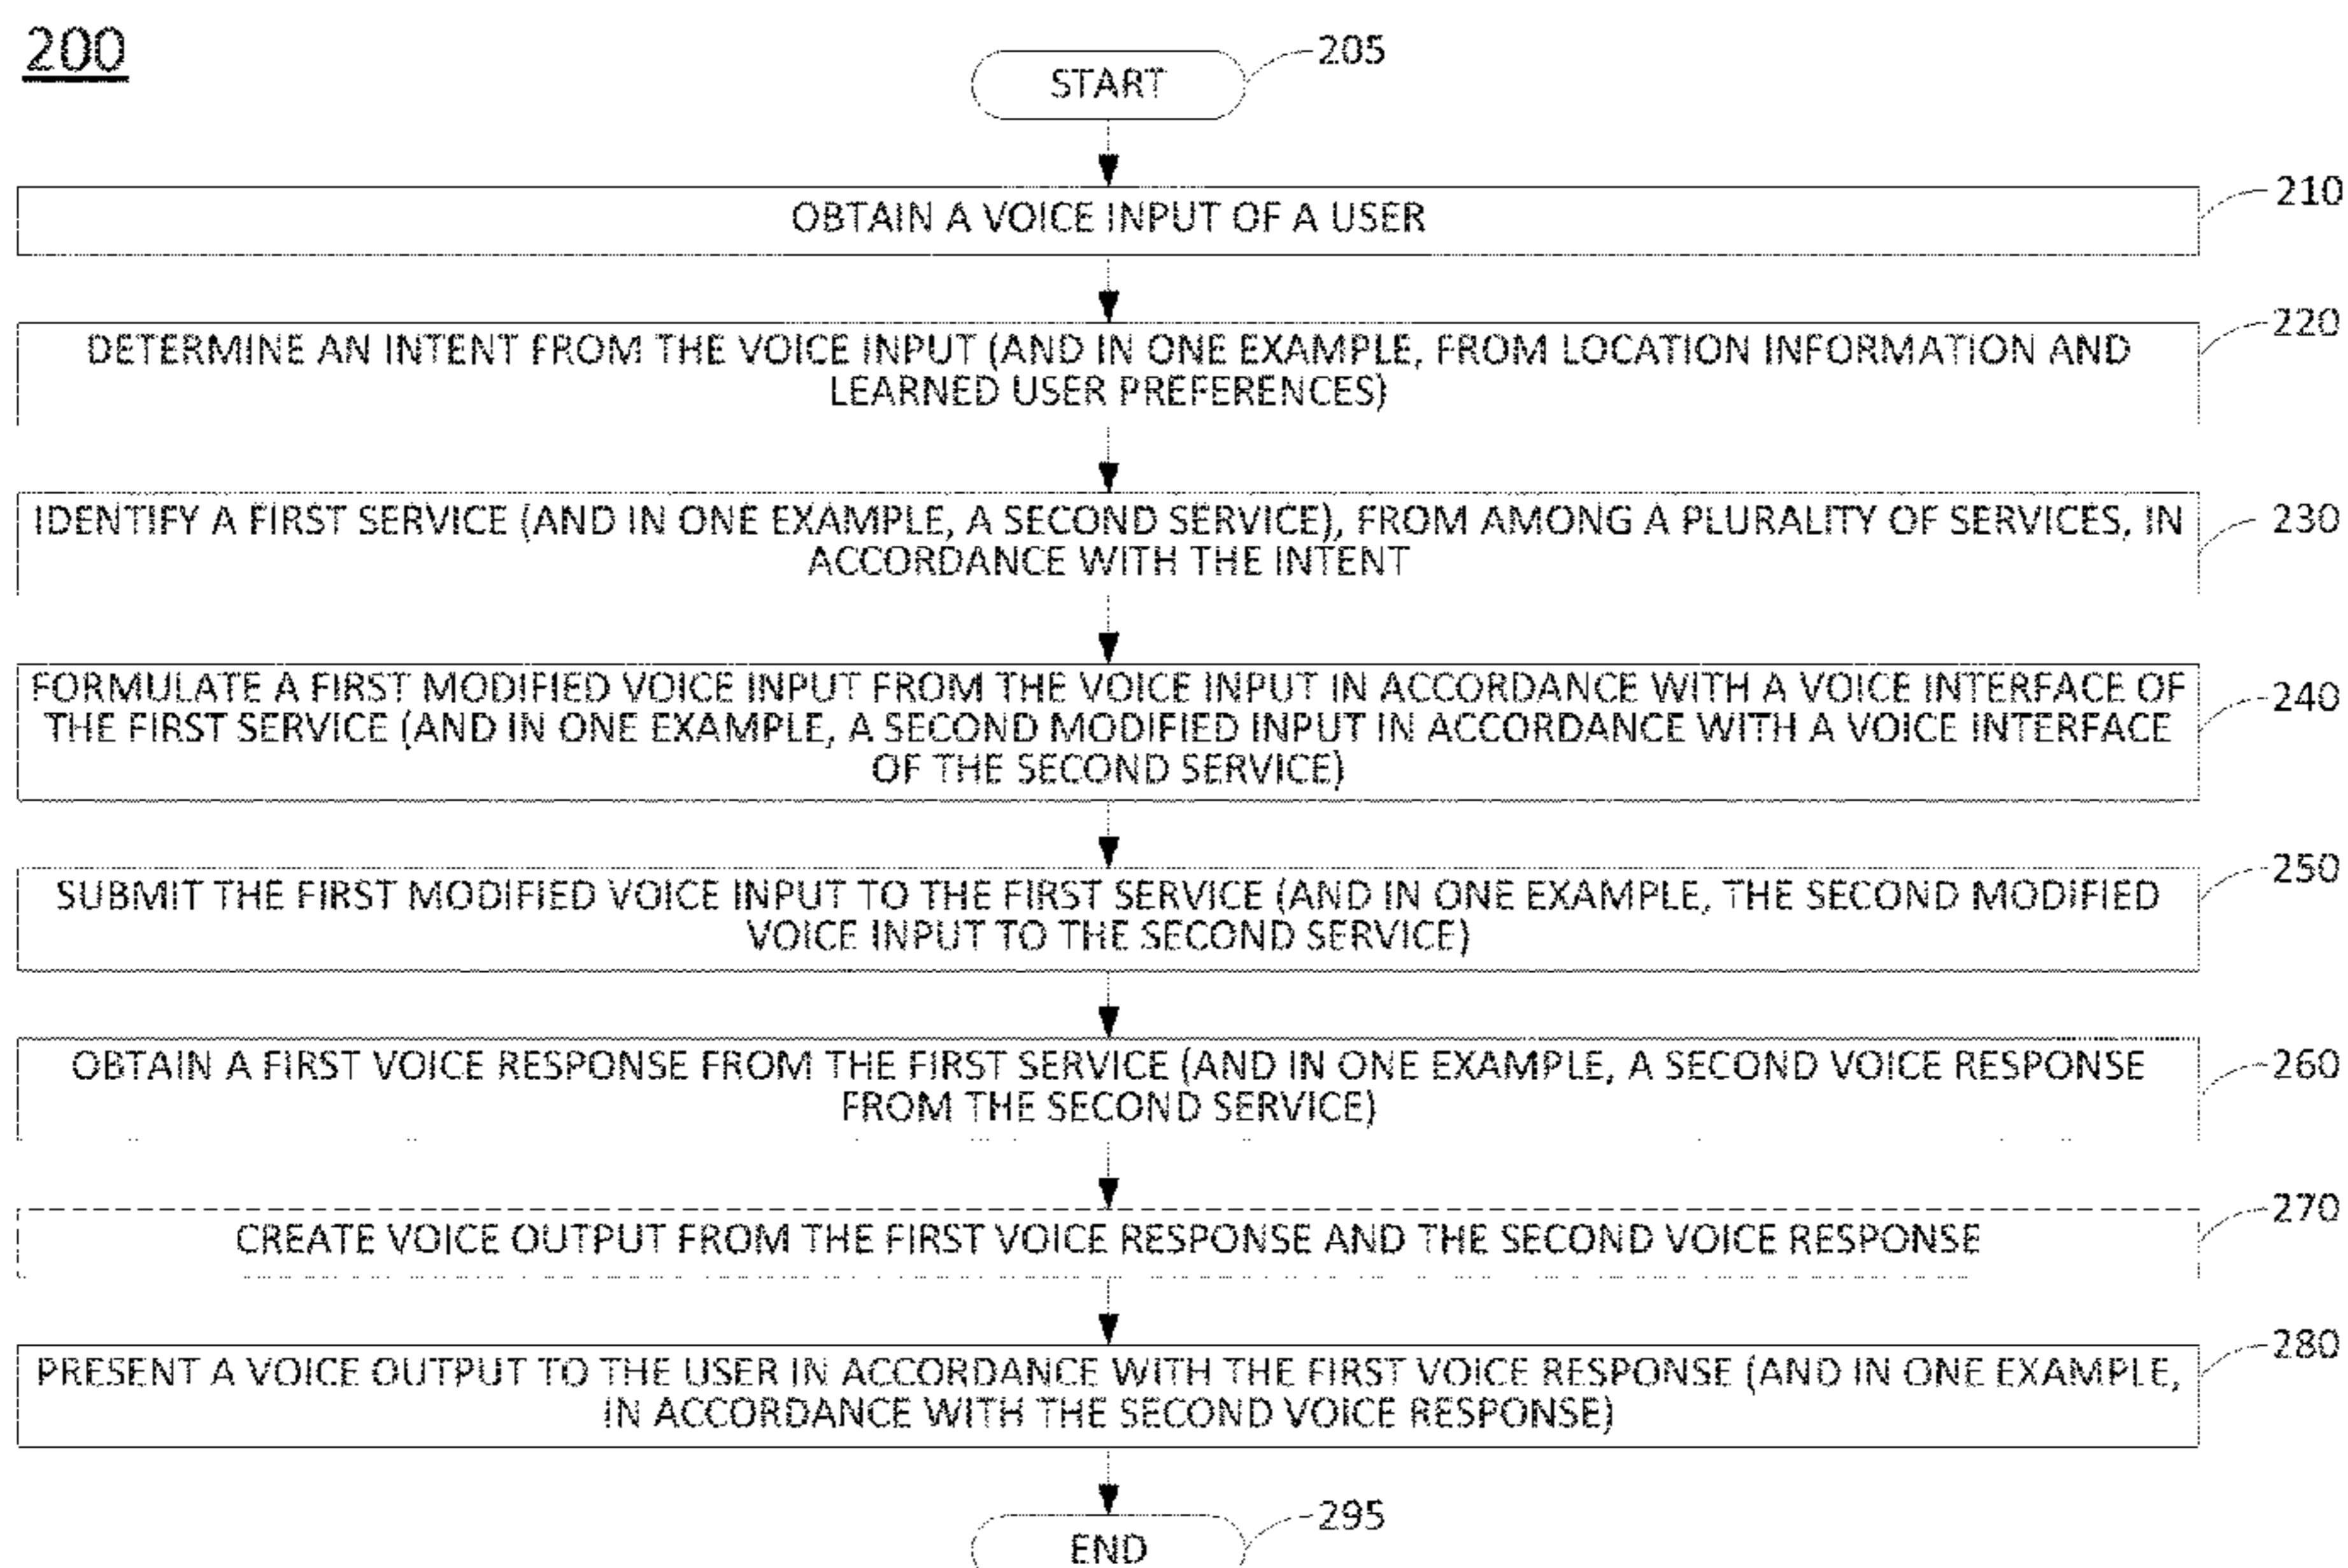 200
START
205
OBTAIN A VOICE INPUT OF A USER
210
DETERMINE AN INTENT FROM THE VOICE INPUT (AND IN ONE EXAMPLE, FROM LOCATION INFORMATION AND
LEARNED USER PREFERENCES)
220
IDENTIFY A FIRST SERVICE (AND IN ONE EXAMPLE, A SECOND SERVICE), FROM AMONG A PLURALITY OF SERVICES, IN
ACCORDANCE WITH THE INTENT
230
FORMULATE A FIRST MODIFIED VOICE INPUT FROM THE VOICE INPUT IN ACCORDANCE WITH A VOICE INTERFACE OF
THE FIRST SERVICE (AND IN ONE EXAMPLE, A SECOND MODIFIED INPUT IN ACCORDANCE WITH A VOICE INTERFACE
OF THE SECOND SERVICE)
240
SUBMIT THE FIRST MODIFIED VOICE INPUT TO THE FIRST SERVICE (AND IN ONE EXAMPLE, THE SECOND MODIFIED
VOICE INPUT TO THE SECOND SERVICE)
250
OBTAIN A FIRST VOICE RESPONSE FROM THE FIRST SERVICE (AND IN ONE EXAMPLE, A SECOND VOICE RESPONSE
FROM THE SECOND SERVICE)
260
CREATE VOICE OUTPUT FROM THE FIRST VOICE RESPONSE AND THE SECOND VOICE RESPONSE
270
PRESENT A VOICE OUTPUT TO THE USER IN ACCORDANCE WITH THE FIRST VOICE RESPONSE (AND IN ONE EXAMPLE,
IN ACCORDANCE WITH THE SECOND VOICE RESPONSE)
280
END
295